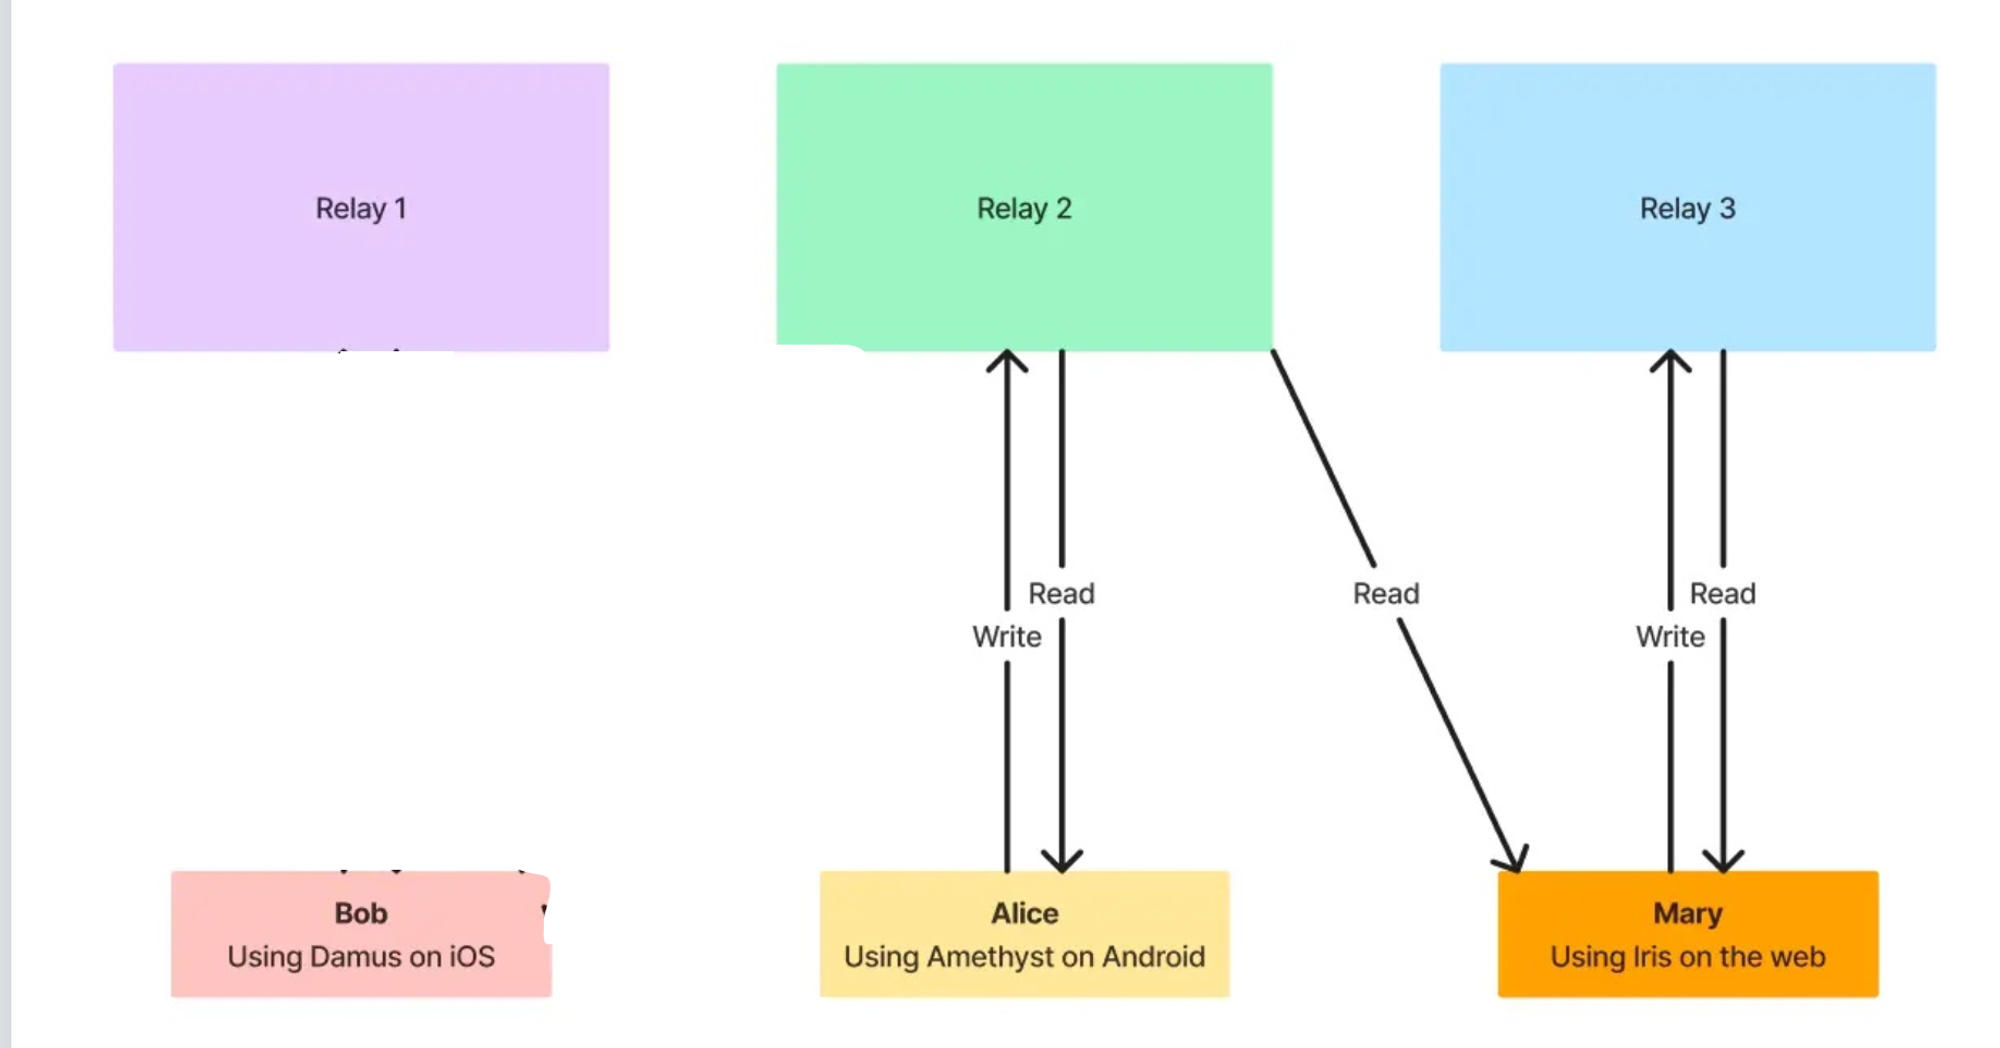 Relay 1
Relay 2
Relay 3
Read
Read
Read
Write
Write
Bob
Using Damus on iOS
Alice
Using Amethyst on Android
Mary
Using Iris on the web